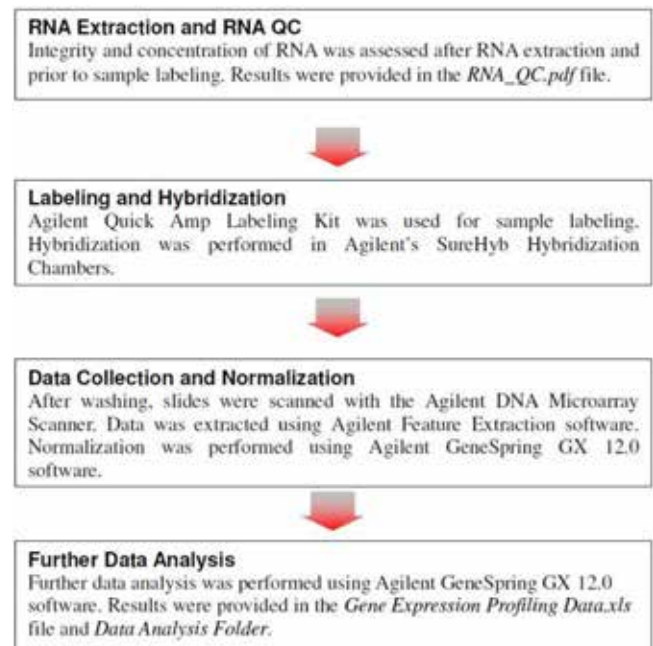 RNA Extraction and RNA QC
Integrity and concentration of RNA was assessed after RNA extraction and
prior to sample labeling. Results were provided in the RNA_QC.pdf file.
Labeling and Hybridization
Agilent Quick Amp Labeling Kit was used for sample labeling.
Hybridization was performed in Agilent's SureHyb Hybridization
Chambers.
Data Collection and Normalization
After washing, slides were scanned with the Agilent DNA Microarray
Scanner. Data was extracted using Agilent Feature Extraction software.
Normalization was performed using Agilent GeneSpring GX 12.0
software.
Further Data Analysis
Further data analysis was performed using Agilent GeneSpring GX 12.0
software. Results were provided in the Gene Expression Profiling Data.xls
file and Data Analysis Folder.